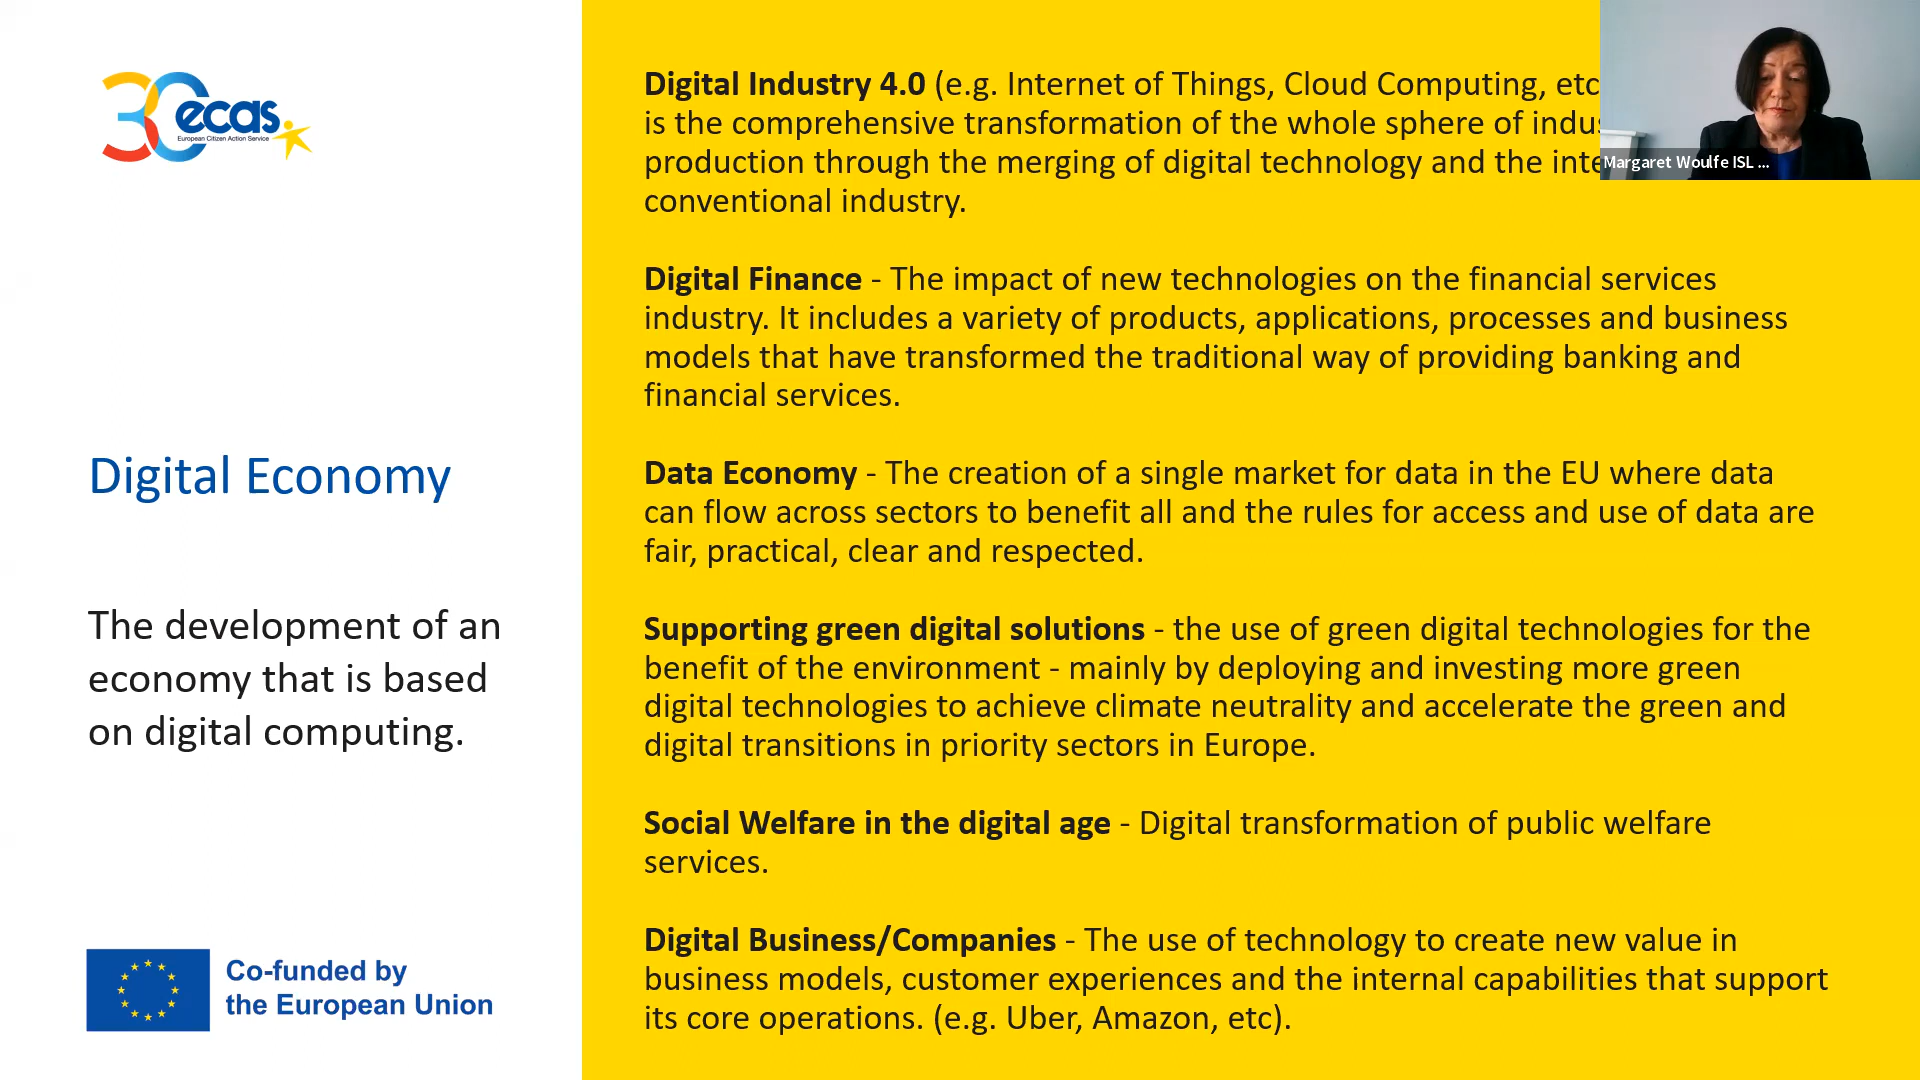 30 ecas
European Citizen Action Service
Digital Economy
The development of an
economy that is based
on digital computing.
Co-funded by
the European Union
Digital Industry 4.0 (e.g. Internet of Things, Cloud Computing, etc
is the comprehensive transformation of the whole sphere of
production through the merging of digital technology and the
conventional industry.
Digital Finance - The impact of new technologies on the financial services
industry. It includes a variety of products, applications, processes and business
models that have transformed the traditional way of providing banking and
financial services.
Data Economy - The creation of a single market for data in the EU where data
can flow across sectors to benefit all and the rules for access and use of data are
fair, practical, clear and respected.
Supporting green digital solutions - the use of green digital technologies for the
benefit of the environment - mainly by deploying and investing more green
digital technologies to achieve climate neutrality and accelerate the green and
digital transitions in priority sectors in Europe.
Social Welfare in the digital age - Digital transformation of public welfare
services.
Digital Business/Companies - The use of technology to create new value in
business models, customer experiences and the internal capabilities that support
its core operations. (e.g. Uber, Amazon, etc).
Margaret Woulfe ISL ...